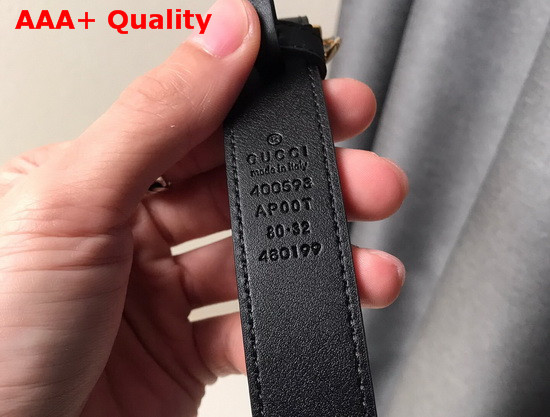 AAA+ Quality
GUCCI
made in italy
400593
AP00T
80·32
480199